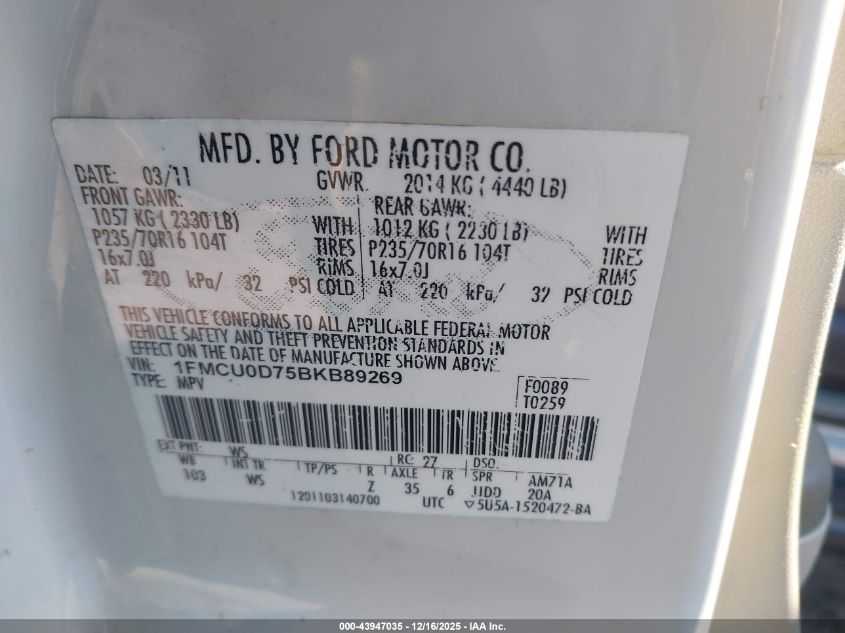 MFD. BY FORD MOTOR CO.
DATE: 03/11 GVWR. 2014 KG ( 4440 LB)
FRONT GAWR: REAR GAWR:
1057 KG ( 2330 LB) WITH 1012 KG ( 2230 LB) WITH
P235/70R16 104T TIRES P235/70R16 104T TIRES
16x7.0J RIMS 16x7.0J RIMS
AT 220 kPa/ 32 PSI COLD AT 220 kPa/ 32 PSI COLD
THIS VEHICLE CONFORMS TO ALL APPLICABLE FEDERAL MOTOR
VEHICLE SAFETY AND THEFT PREVENTION STANDARDS IN
EFFECT ON THE DATE OF MANUFACTURE SHOWN ABOVE.
VIN: 1FMCU0D75BKB89269
TYPE: MPV
F0089
T0259
EXT PNT: WS RC: 27 DSO:
WB INT TR TP/PS R AXLE TR SPR AM71A
103 WS Z 35 6 JJDD 20A
1201103140700 UTC ▽5U5A-1520472-BA
000-43947035 - 12/16/2025 - IAA Inc.